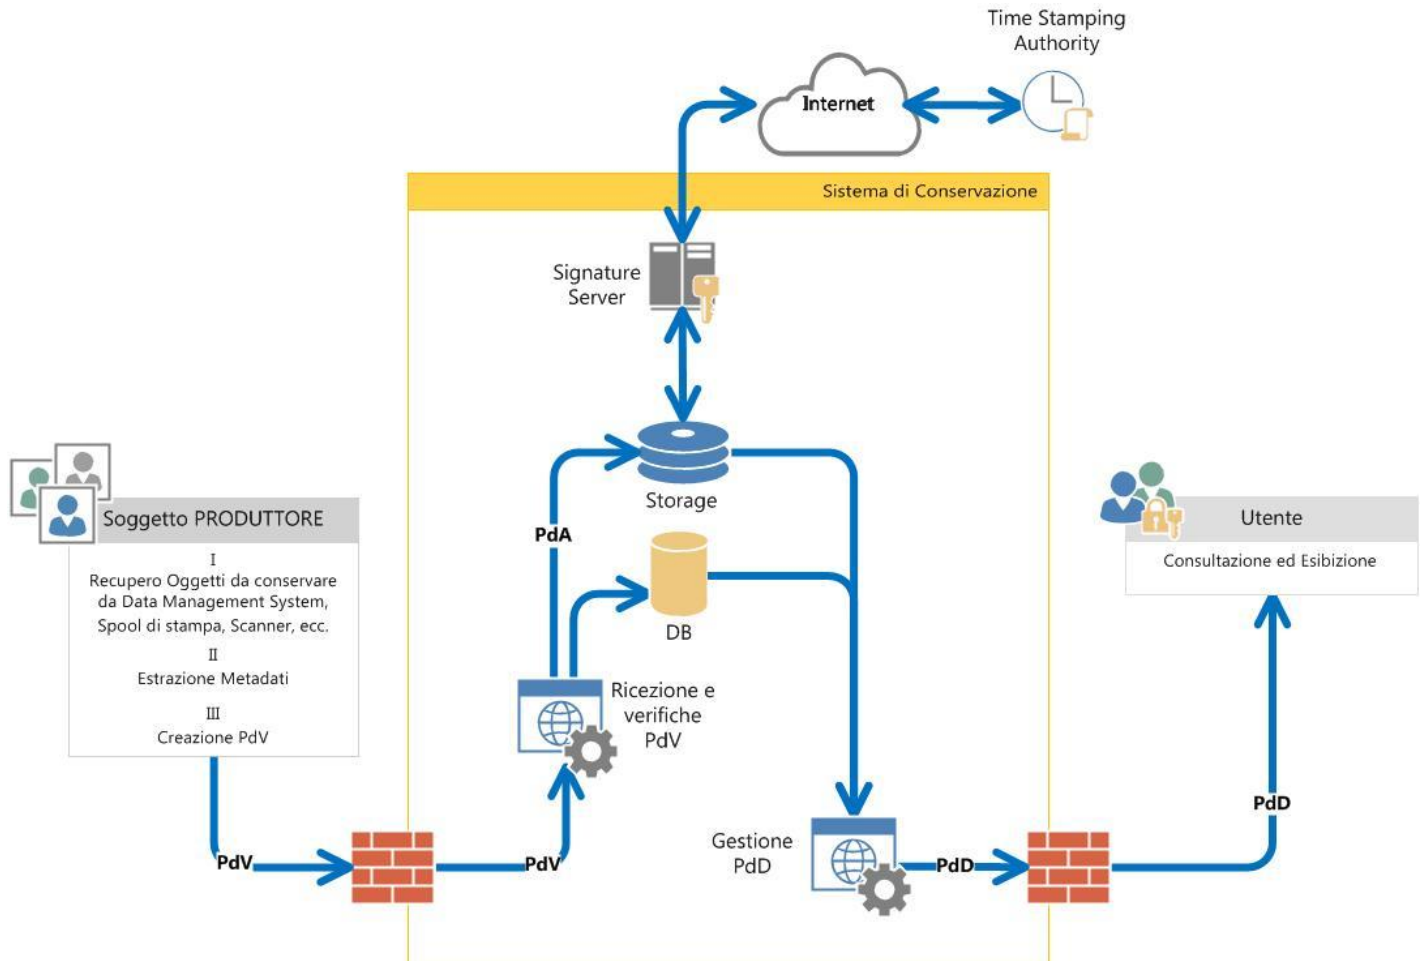 Time Stamping
Authority
Internet
Sistema di Conservazione
Signature
Server
Storage
Soggetto PRODUTTORE
I
Recupero Oggetti da conservare
da Data Management System,
Spool di stampa, Scanner, ecc.
II
Estrazione Metadati
III
Creazione PdV
PdA
DB
Ricezione e
verifiche
PdV
Utente
Consultazione ed Esibizione
PdV
PdV
Gestione
PdD
PdD
PdD